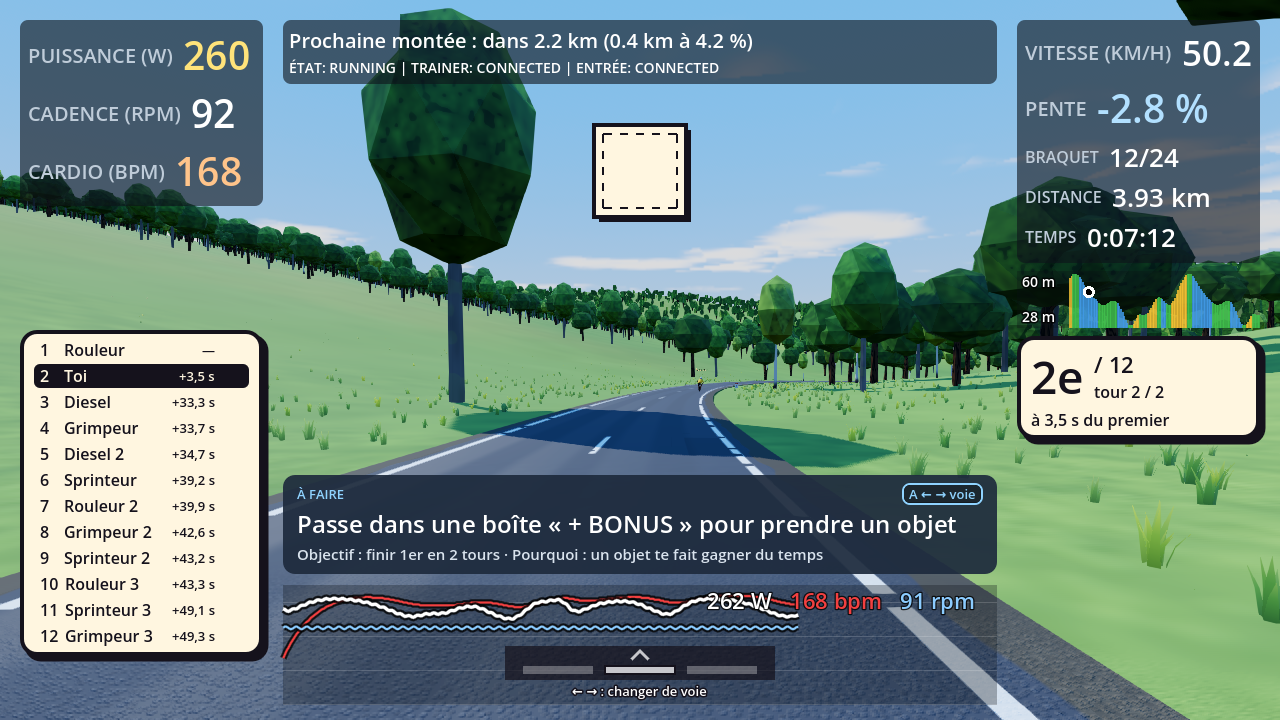 PUISSANCE (W) 260
CADENCE (RPM) 92
CARDIO (BPM) 168
Prochaine montée : dans 2.2 km (0.4 km à 4.2 %)
ÉTAT: RUNNING | TRAINER: CONNECTED | ENTRÉE: CONNECTED
VITESSE (KM/H) 50.2
PENTE -2.8 %
BRAQUET 12/24
DISTANCE 3.93 km
TEMPS 0:07:12
60 m
28 m
2e / 12
tour 2 / 2
à 3,5 s du premier
1 Rouleur —
2 Toi +3,5 s
3 Diesel +33,3 s
4 Grimpeur +33,7 s
5 Diesel 2 +34,7 s
6 Sprinteur +39,2 s
7 Rouleur 2 +39,9 s
8 Grimpeur 2 +42,6 s
9 Sprinteur 2 +43,2 s
10 Rouleur 3 +43,3 s
11 Sprinteur 3 +49,1 s
12 Grimpeur 3 +49,3 s
À FAIRE
A ← → voie
Passe dans une boîte « + BONUS » pour prendre un objet
Objectif : finir 1er en 2 tours · Pourquoi : un objet te fait gagner du temps
262 W 168 bpm 91 rpm
← → : changer de voie